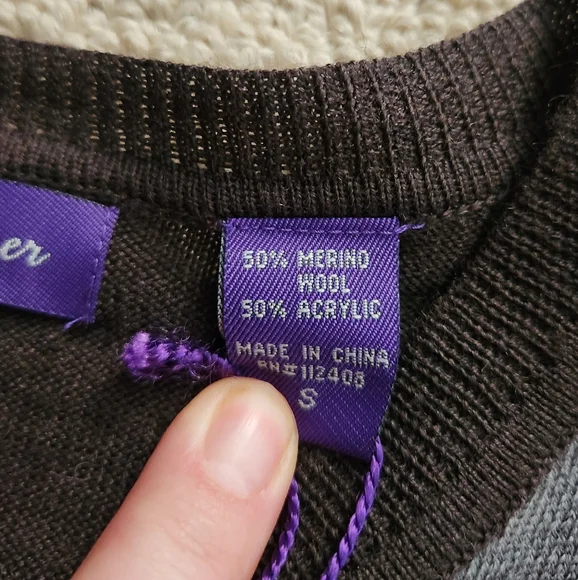 er
50% MERINO
WOOL
50% ACRYLIC
MADE IN CHINA
RN#112408
S